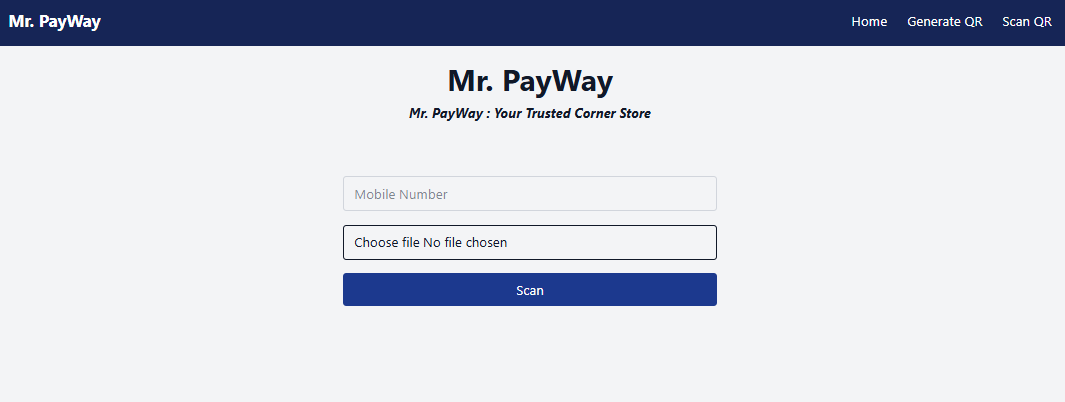 Mr. PayWay
Home Generate QR Scan QR
Mr. PayWay
Mr. PayWay : Your Trusted Corner Store
Mobile Number
Choose file No file chosen
Scan